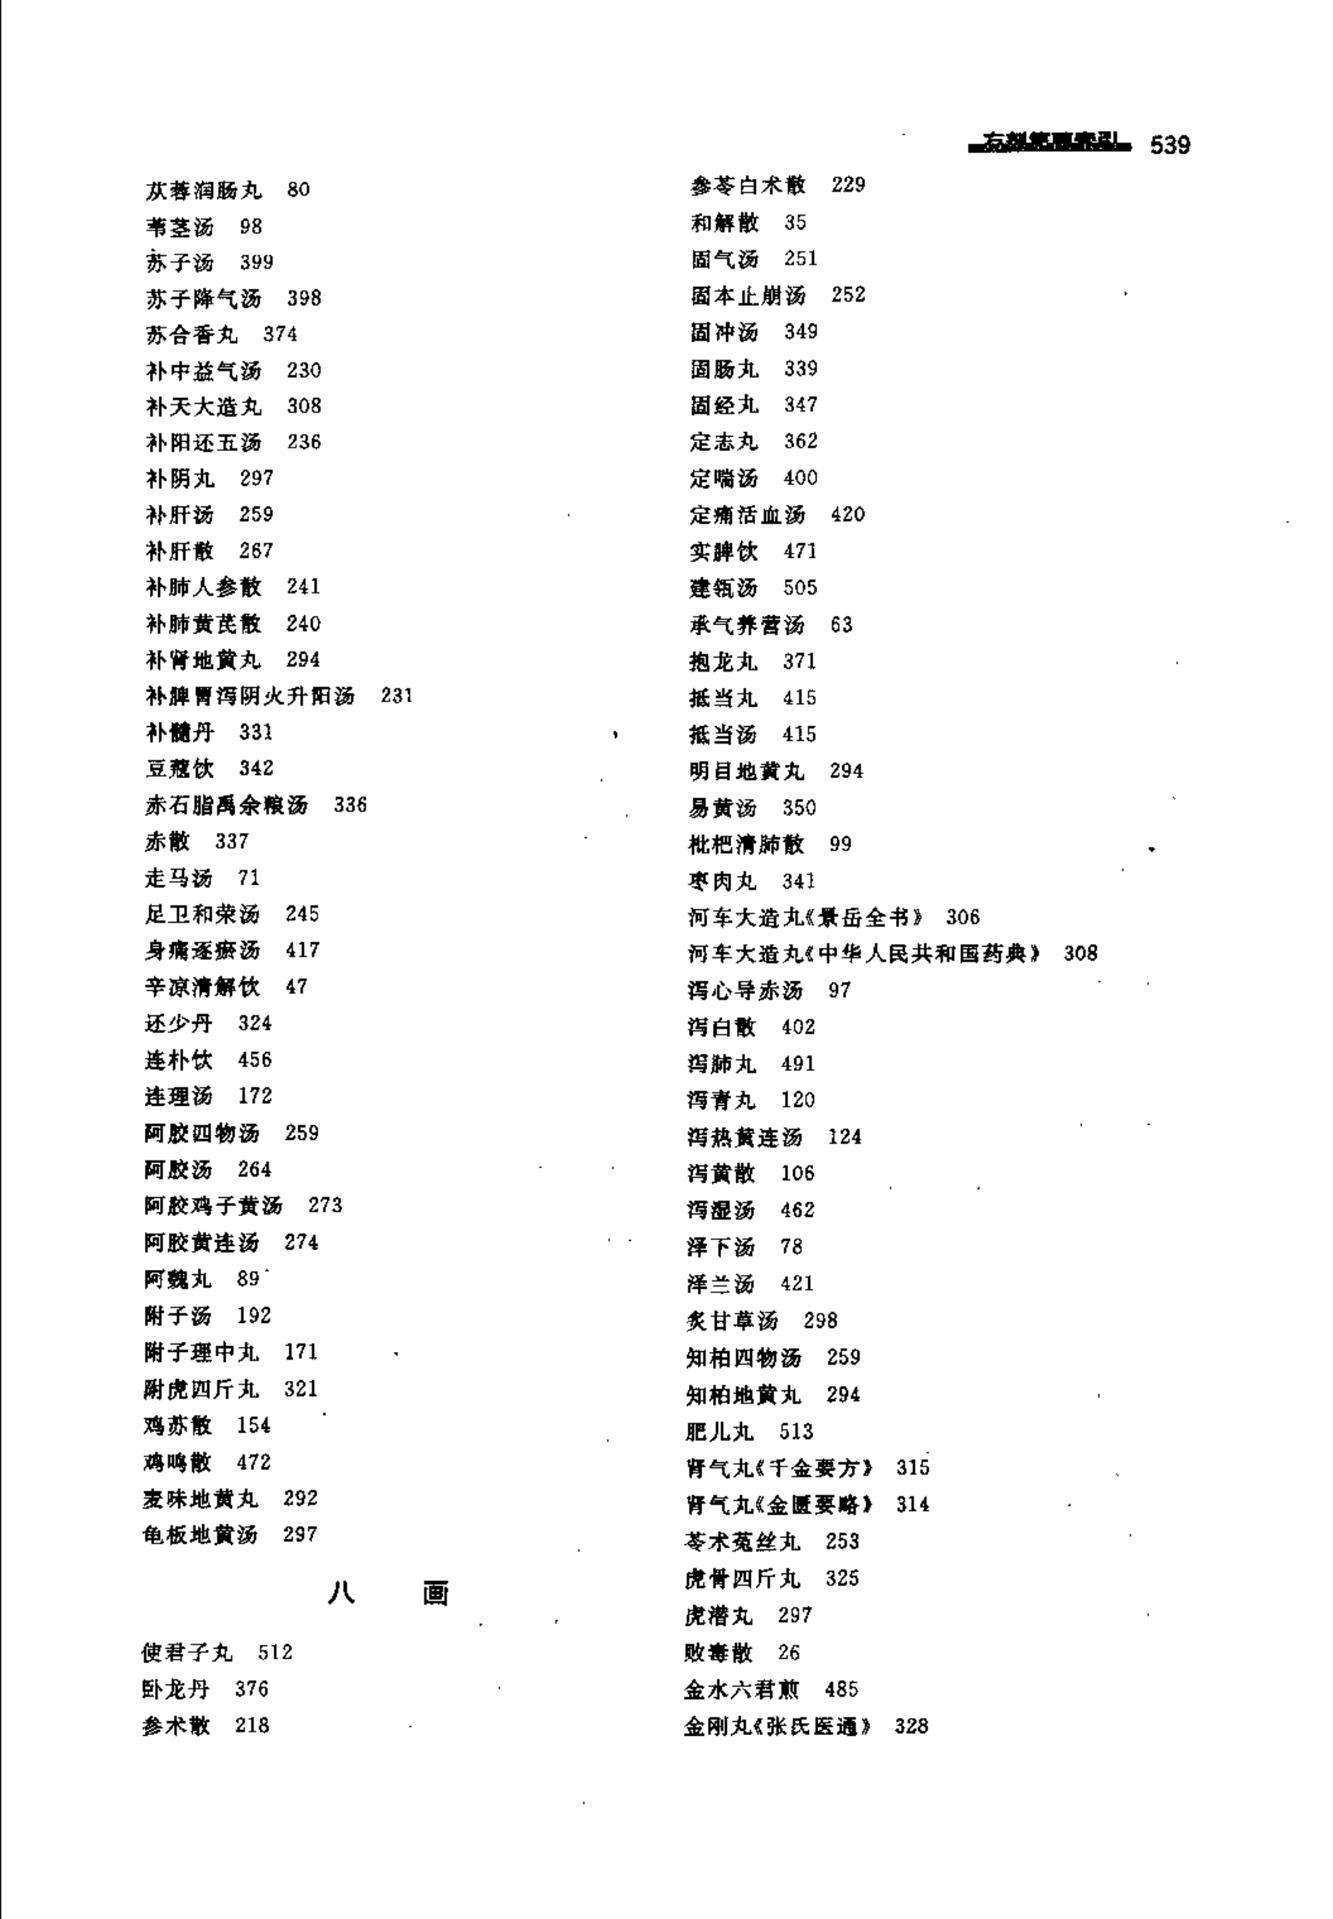 539
苁蓉润肠丸 80
苇茎汤 98
苏子汤 399
苏子降气汤 398
苏合香丸 374
补中益气汤 230
补天大造丸 308
补阳还五汤 236
补阴丸 297
补肝汤 259
补肝散 267
补肺人参散 241
补肺黄芪散 240
补肾地黄丸 294
补脾胃泻阴火升阳汤 231
补髓丹 331
豆蔻饮 342
赤石脂禹余粮汤 336
赤散 337
走马汤 71
足卫和荣汤 245
身痛逐瘀汤 417
辛凉清解饮 47
还少丹 324
连朴饮 456
连理汤 172
阿胶四物汤 259
阿胶汤 264
阿胶鸡子黄汤 273
阿胶黄连汤 274
阿魏丸 89
附子汤 192
附子理中丸 171
附虎四斤丸 321
鸡苏散 154
鸡鸣散 472
麦味地黄丸 292
龟板地黄汤 297
八 画
使君子丸 512
卧龙丹 376
参术散 218
参苓白术散 229
和解散 35
固气汤 251
固本止崩汤 252
固冲汤 349
固肠丸 339
固经丸 347
定志丸 362
定喘汤 400
定痛活血汤 420
实脾饮 471
建瓴汤 505
承气养营汤 63
抱龙丸 371
抵当丸 415
抵当汤 415
明目地黄丸 294
易黄汤 350
枇杷清肺散 99
枣肉丸 341
河车大造丸《景岳全书》 306
河车大造丸《中华人民共和国药典》 308
泻心导赤汤 97
泻白散 402
泻肺丸 491
泻青丸 120
泻热黄连汤 124
泻黄散 106
泻湿汤 462
泽下汤 78
泽兰汤 421
炙甘草汤 298
知柏四物汤 259
知柏地黄丸 294
肥儿丸 513
肾气丸《千金要方》 315
肾气丸《金匮要略》 314
苓术菟丝丸 253
虎骨四斤丸 325
虎潜丸 297
败毒散 26
金水六君煎 485
金刚丸《张氏医通》 328